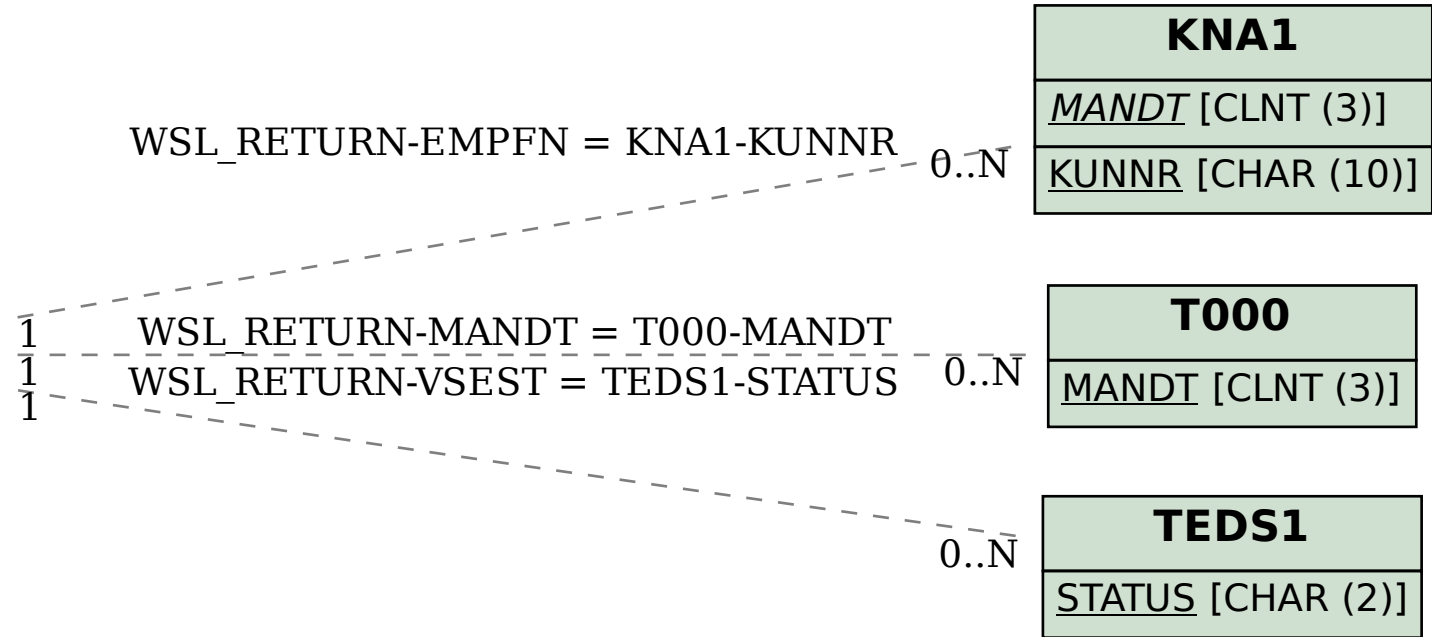 KNA1
MANDT [CLNT (3)]
WSL_RETURN-EMPFN = KNA1-KUNNR
0..N
KUNNR [CHAR (10)]
T000
1
WSL_RETURN-MANDT = T000-MANDT
1
WSL_RETURN-VSEST = TEDS1-STATUS
0..N
MANDT [CLNT (3)]
1
TEDS1
0..N
STATUS [CHAR (2)]